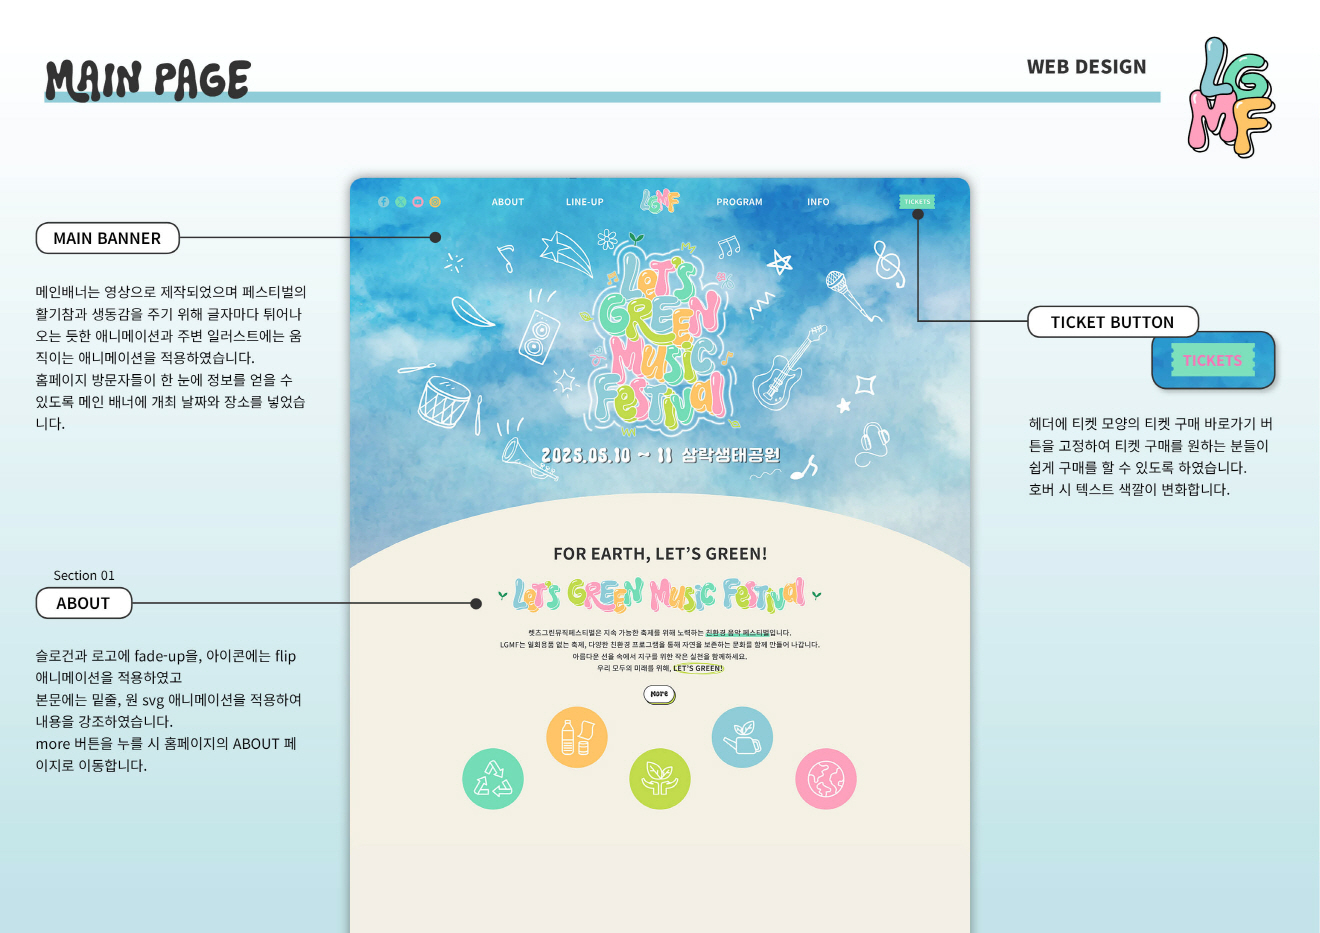 MAIN PAGE
WEB DESIGN
LG
MF
ABOUT
LINE-UP
LGMF
PROGRAM
INFO
TICKETS
MAIN BANNER
메인배너는 영상으로 제작되었으며 페스티벌의
활기참과 생동감을 주기 위해 글자마다 튀어나
오는 듯한 애니메이션과 주변 일러스트에는 움
직이는 애니메이션을 적용하였습니다.
홈페이지 방문자들이 한 눈에 정보를 얻을 수
있도록 메인 배너에 개최 날짜와 장소를 넣었습
니다.
Let's
GREEN
Music
Festival
2025.05.10 ~ 11 삼락생태공원
TICKET BUTTON
TICKETS
헤더에 티켓 모양의 티켓 구매 바로가기 버
튼을 고정하여 티켓 구매를 원하는 분들이
쉽게 구매를 할 수 있도록 하였습니다.
호버 시 텍스트 색깔이 변화합니다.
Section 01
ABOUT
슬로건과 로고에 fade-up을, 아이콘에는 flip
애니메이션을 적용하였고
본문에는 밑줄, 원 svg 애니메이션을 적용하여
내용을 강조하였습니다.
more 버튼을 누를 시 홈페이지의 ABOUT 페
이지로 이동합니다.
FOR EARTH, LET'S GREEN!
Let's GREEN Music Festival
렛츠그린뮤직페스티벌은 지속 가능한 축제를 위해 노력하는 친환경 음악 페스티벌입니다.
LGMF는 일회용품 없는 축제, 다양한 친환경 프로그램을 통해 자연을 보존하는 문화를 함께 만들어 나갑니다.
아름다운 선율 속에서 지구를 위한 작은 실천을 함께하세요.
우리 모두의 미래를 위해, LET'S GREEN!
More